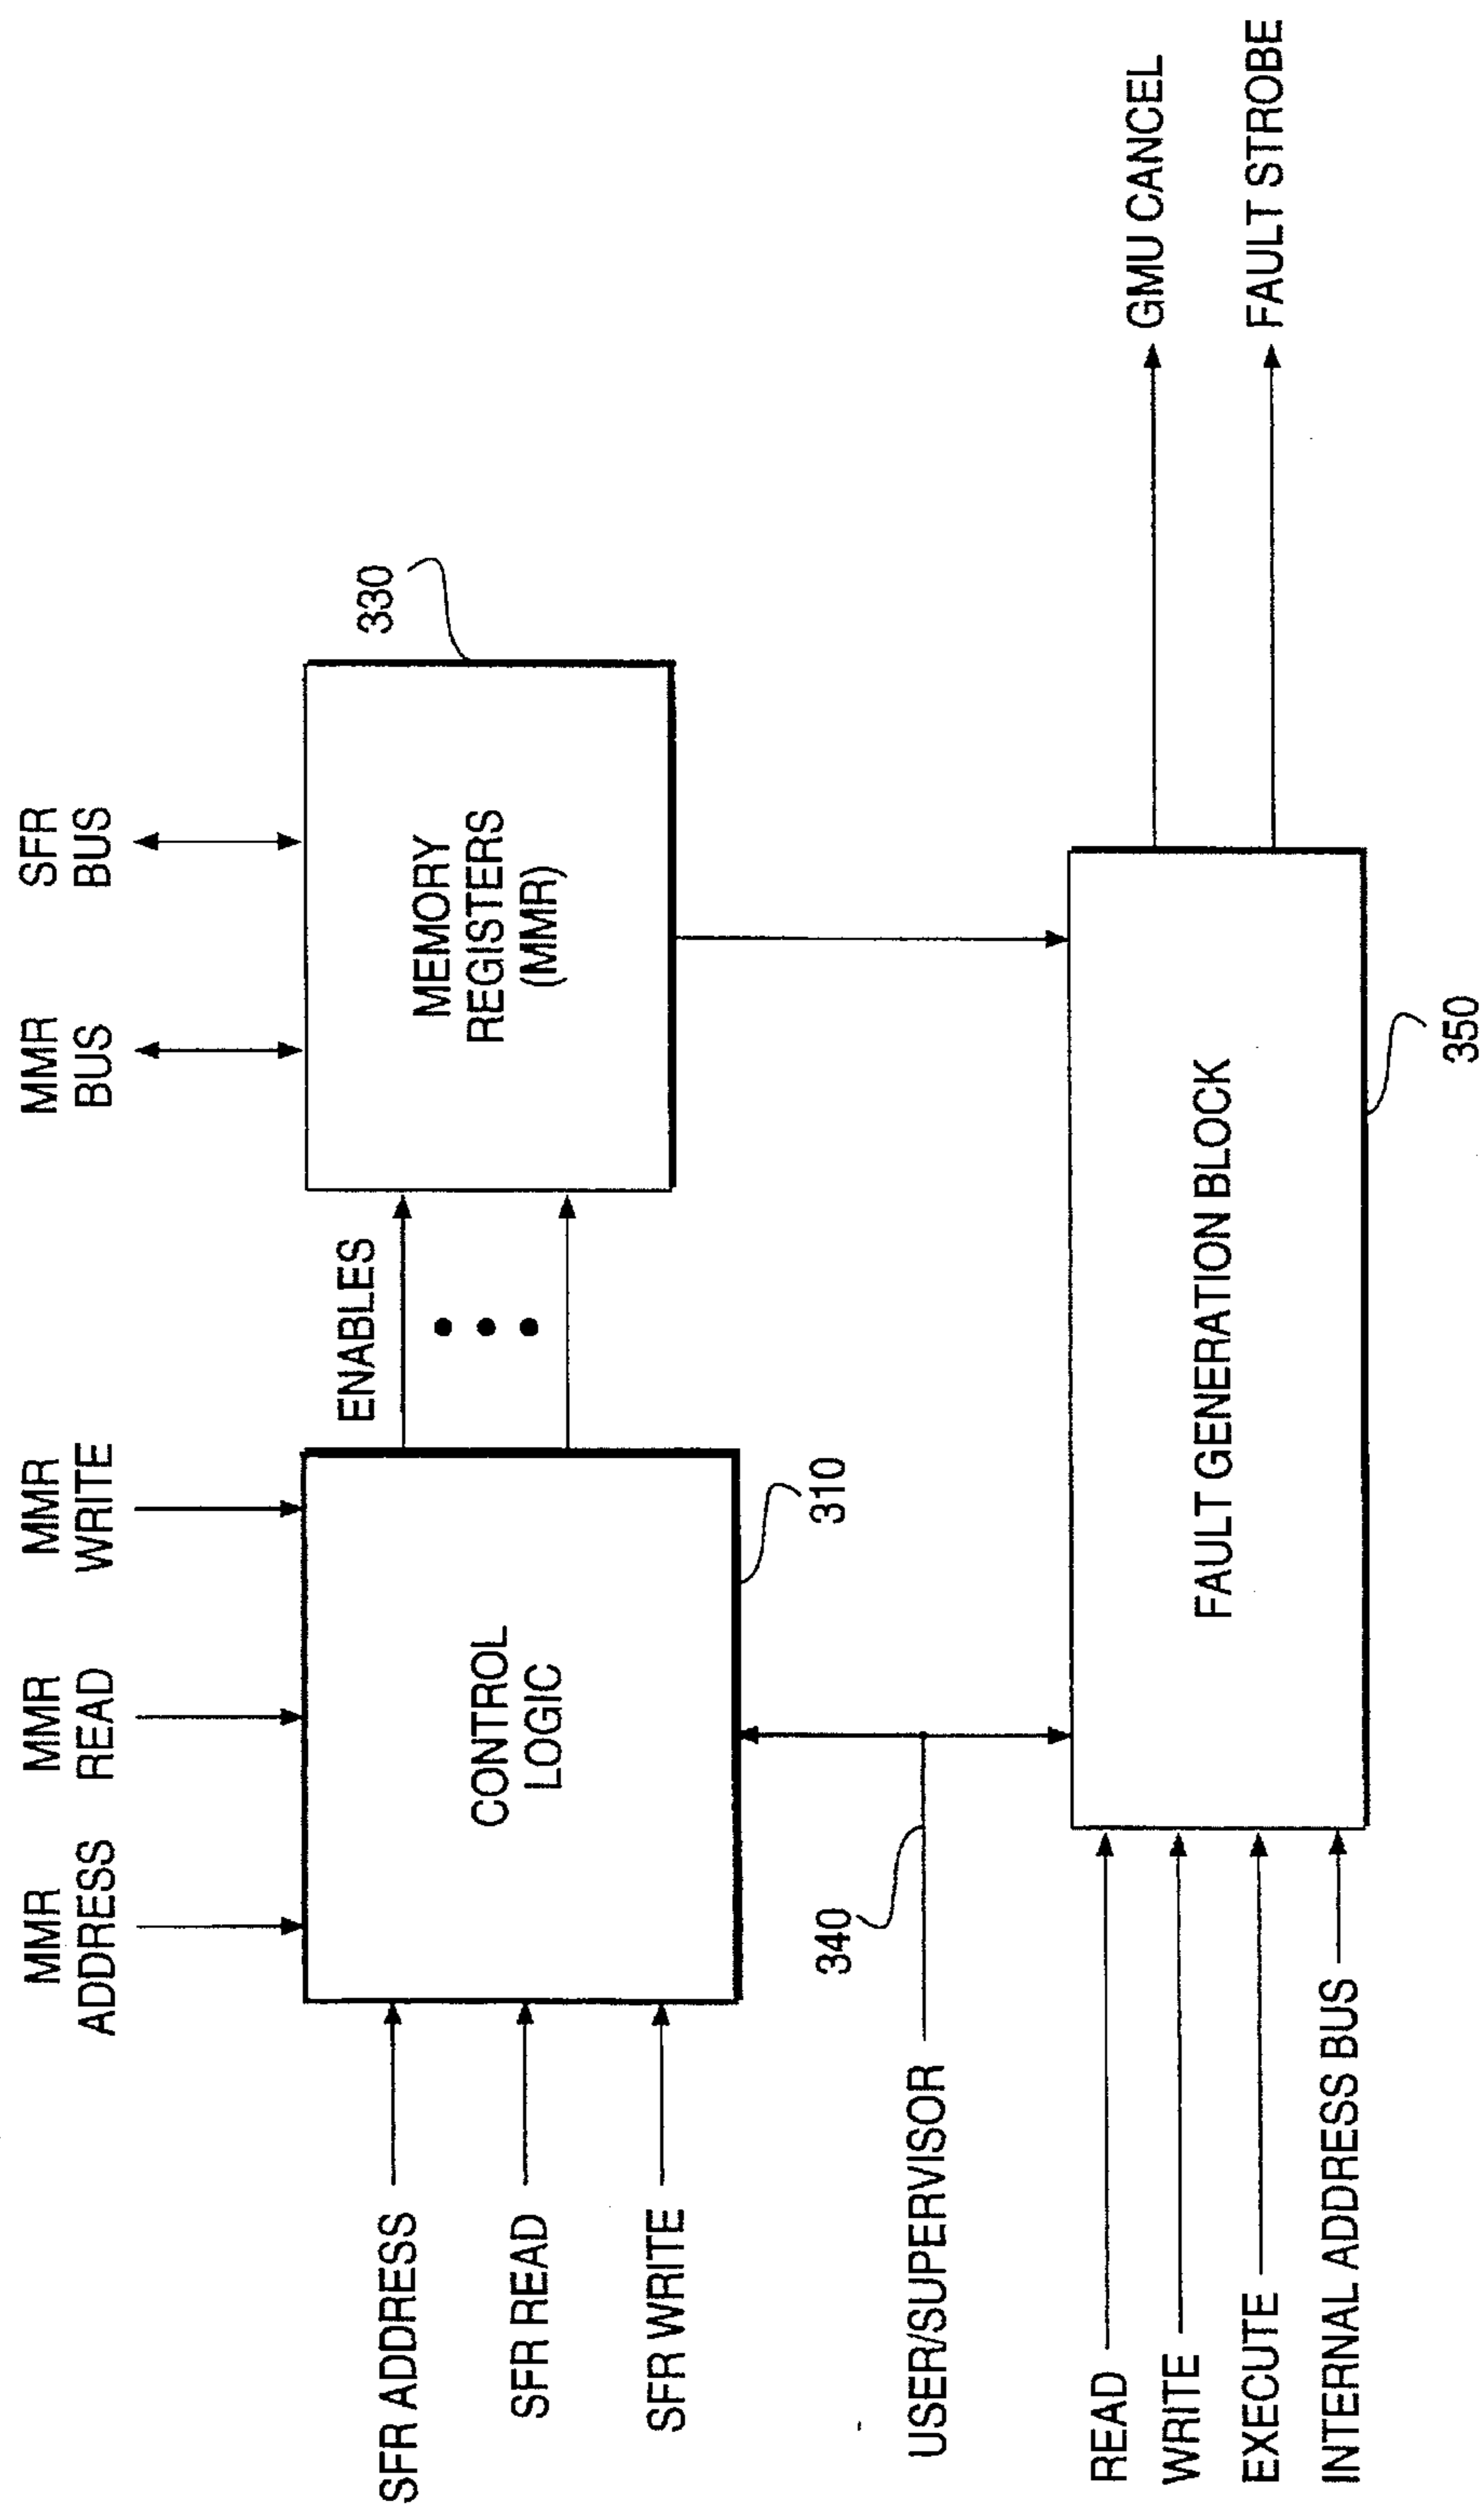 MMR
ADDRESS
MMR
READ
MMR
WRITE
MMR
BUS
SFR
BUS
SFR ADDRESS
SFR READ
SFR WRITE
CONTROL
LOGIC
310
ENABLES
MEMORY
REGISTERS
(MMR)
330
USER/SUPERVISOR
340
READ
WRITE
EXECUTE
INTERNAL ADDRESS BUS
FAULT GENERATION BLOCK
350
GMU CANCEL
FAULT STROBE